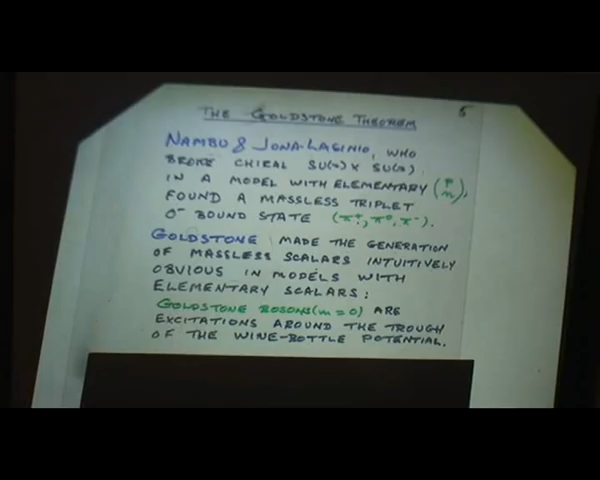 THE GOLDSTONE THEOREM 5
NAMBU & JONA-LASINIO, WHO
BROKE CHIRAL SU(2) X SU(2)
IN A MODEL WITH ELEMENTARY (p n),
FOUND A MASSLESS TRIPLET
0⁻ BOUND STATE (π⁺, π⁰, π⁻).
GOLDSTONE MADE THE GENERATION
OF MASSLESS SCALARS INTUITIVELY
OBVIOUS IN MODELS WITH
ELEMENTARY SCALARS:
GOLDSTONE BOSONS (m = 0) ARE
EXCITATIONS AROUND THE TROUGH
OF THE WINE-BOTTLE POTENTIAL.